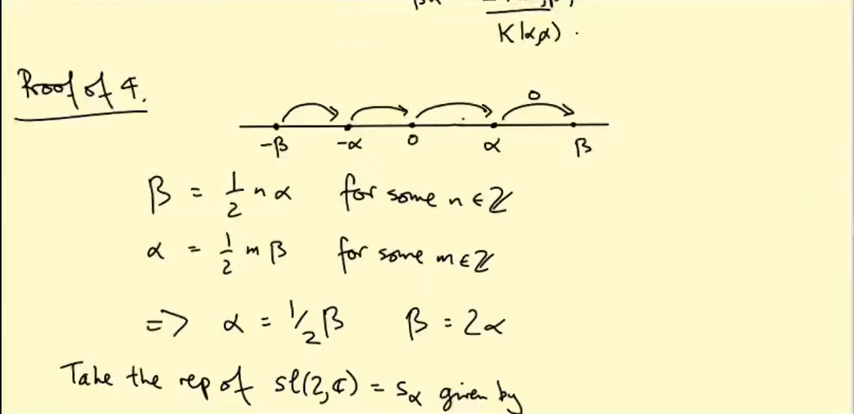 K(α,α).
Proof of 4.
0
-β -α 0 α β
β = 1/2 n α for some n ∈ ℤ
α = 1/2 m β for some m ∈ ℤ
=> α = 1/2 β β = 2α
Take the rep of sl(2,ℂ) = s_α given by